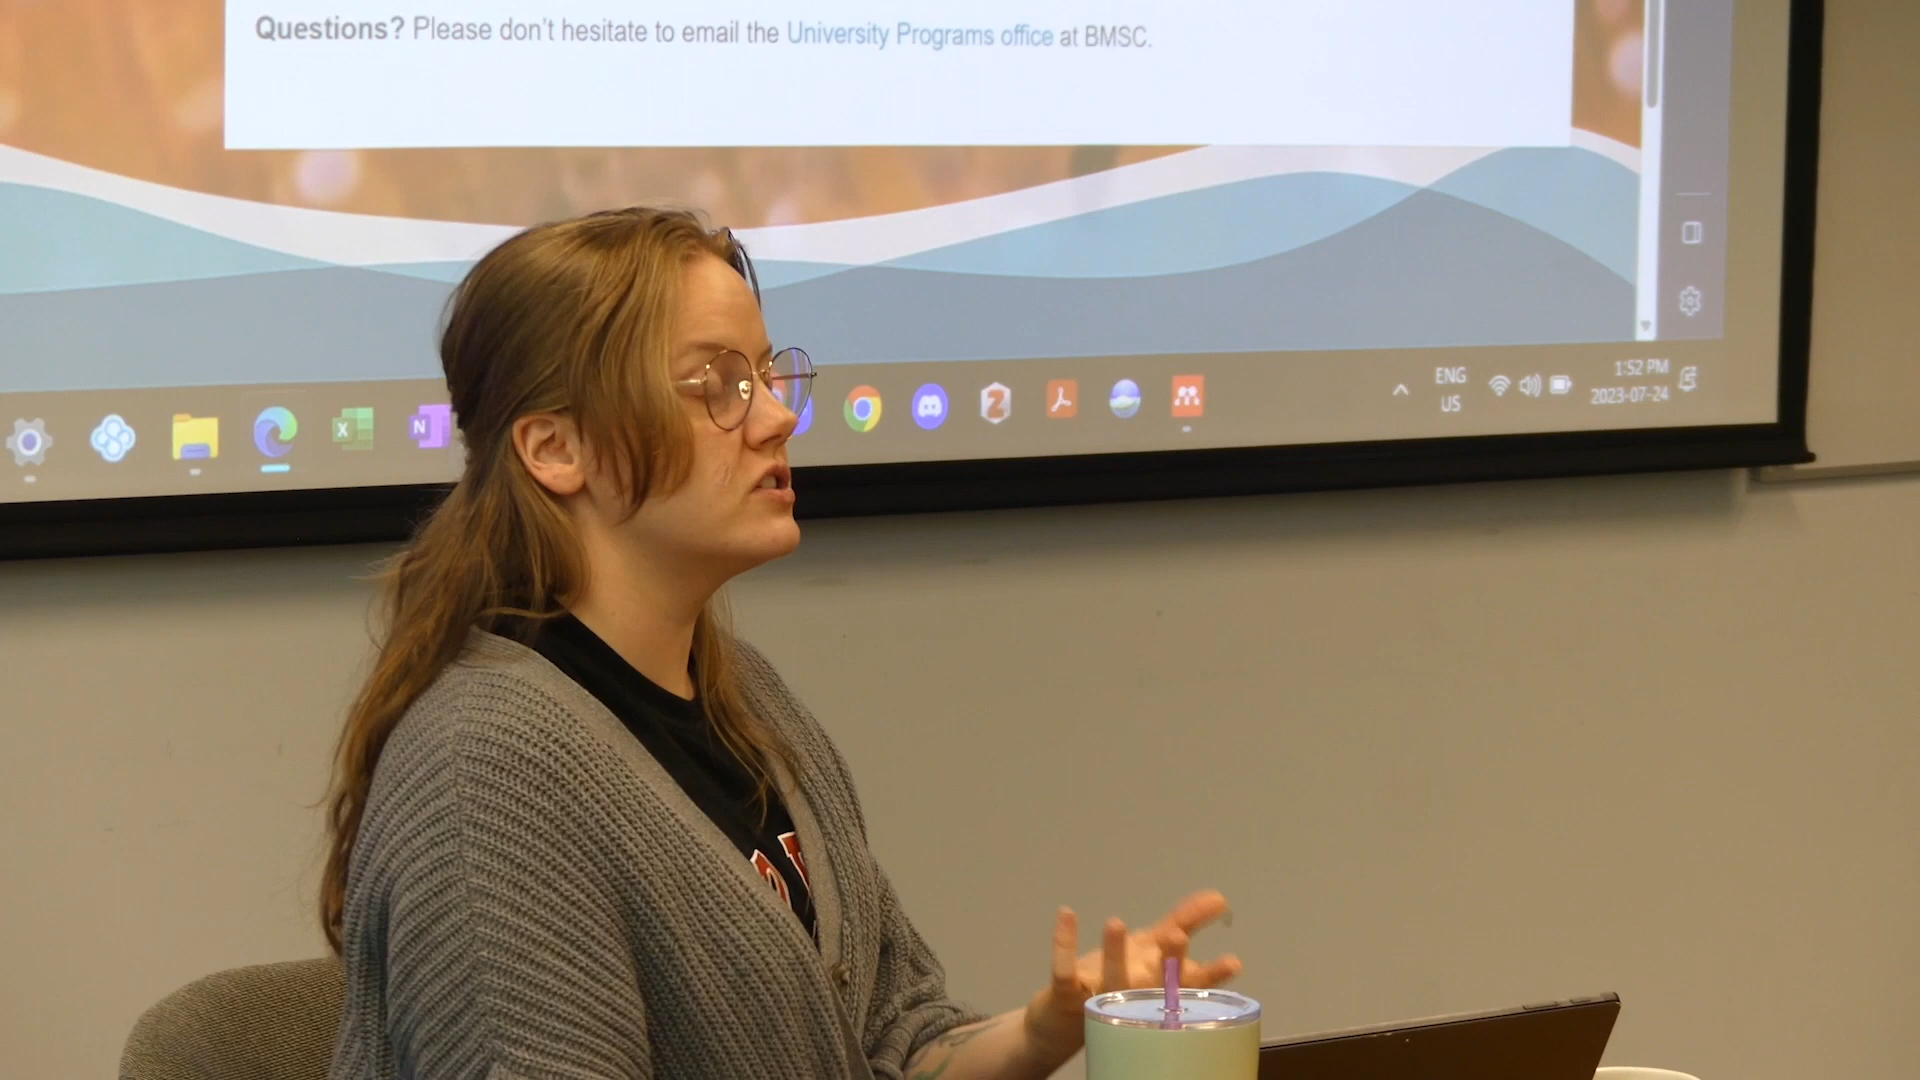 Questions? Please don't hesitate to email the University Programs office at BMSC.
ENG
US
1:52 PM
2023-07-24